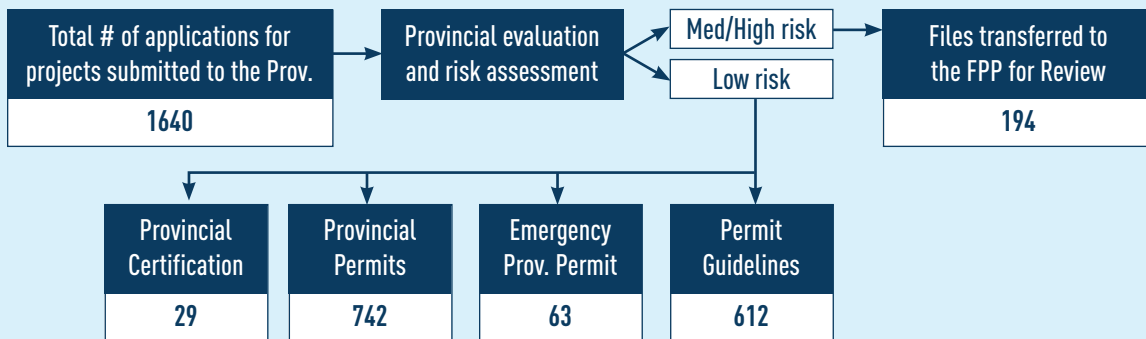 Total # of applications for
projects submitted to the Prov.
1640
Provincial evaluation
and risk assessment
Med/High risk
Low risk
Files transferred to
the FPP for Review
194
Provincial
Certification
29
Provincial
Permits
742
Emergency
Prov. Permit
63
Permit
Guidelines
612